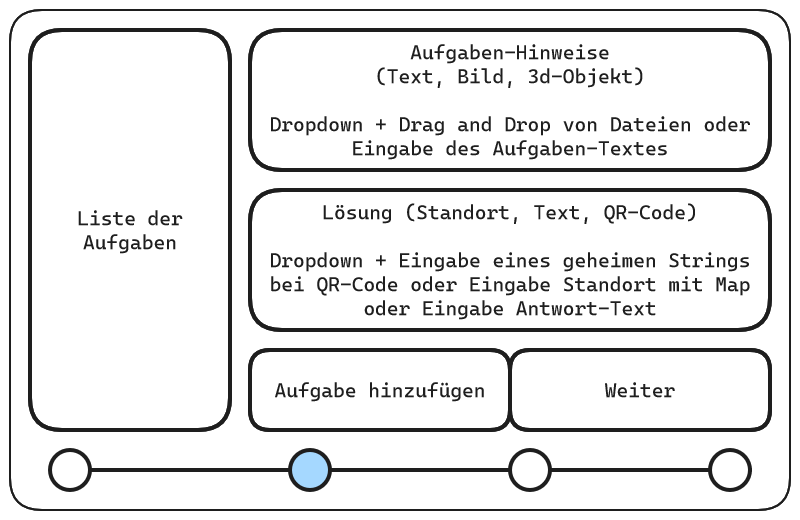 Liste der
Aufgaben
Aufgaben-Hinweise
(Text, Bild, 3d-Objekt)
Dropdown + Drag and Drop von Dateien oder
Eingabe des Aufgaben-Textes
Lösung (Standort, Text, QR-Code)
Dropdown + Eingabe eines geheimen Strings
bei QR-Code oder Eingabe Standort mit Map
oder Eingabe Antwort-Text
Aufgabe hinzufügen
Weiter